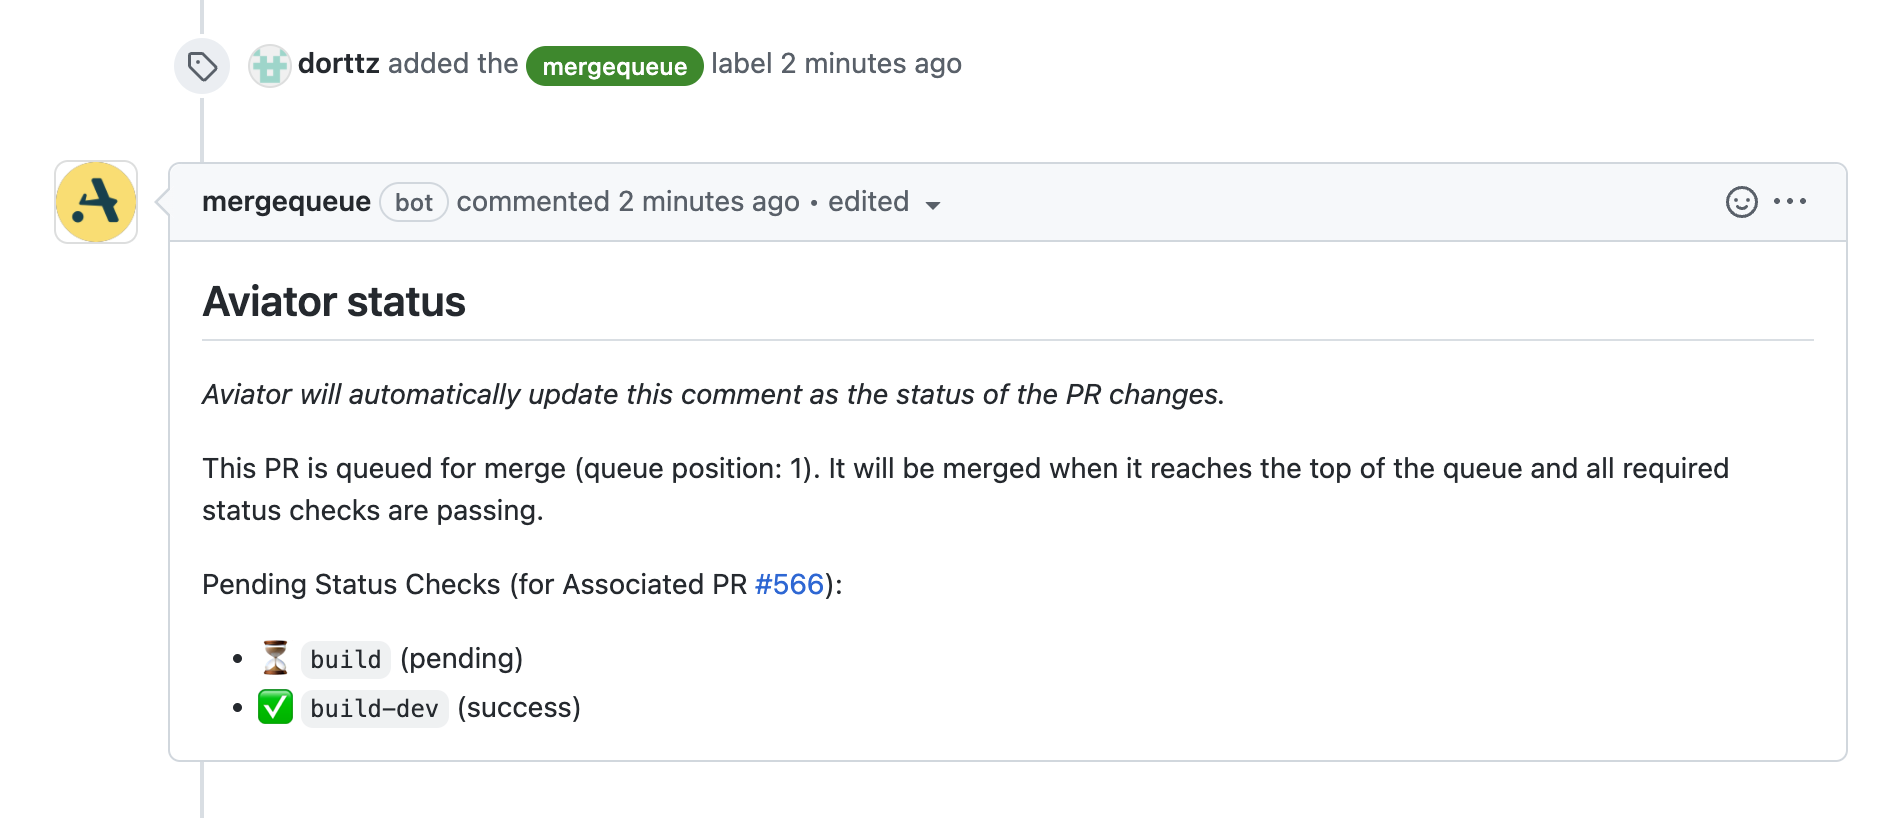 dorttz added the mergequeue label 2 minutes ago
mergequeue bot commented 2 minutes ago • edited
Aviator status
Aviator will automatically update this comment as the status of the PR changes.
This PR is queued for merge (queue position: 1). It will be merged when it reaches the top of the queue and all required
status checks are passing.
Pending Status Checks (for Associated PR #566):
• ⏳ build (pending)
• ✅ build-dev (success)